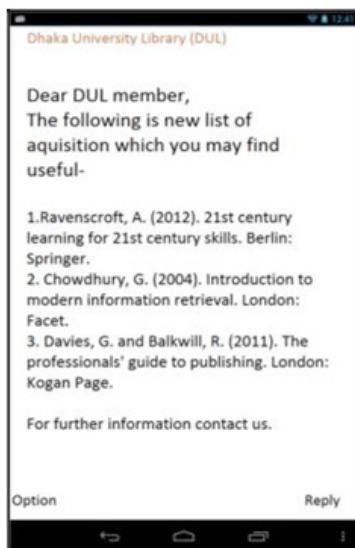 12:41
Dhaka University Library (DUL)
Dear DUL member,
The following is new list of
aquisition which you may find
useful-
1.Ravenscroft, A. (2012). 21st century
learning for 21st century skills. Berlin:
Springer.
2. Chowdhury, G. (2004). Introduction to
modern information retrieval. London:
Facet.
3. Davies, G. and Balkwill, R. (2011). The
professionals' guide to publishing. London:
Kogan Page.
For further information contact us.
Option Reply